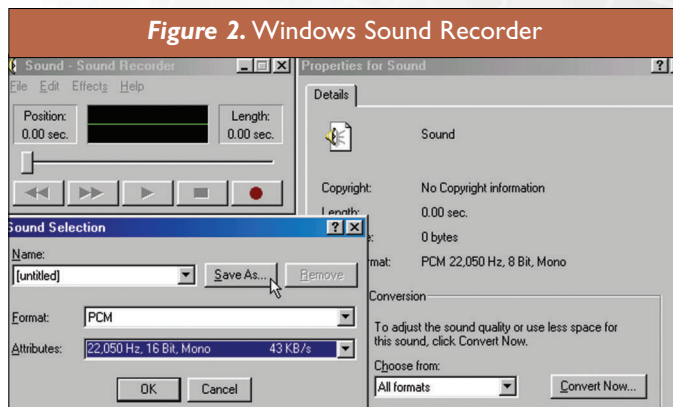 Figure 2. Windows Sound Recorder
Sound - Sound Recorder
File Edit Effects Help
Position:
0.00 sec.
Length:
0.00 sec.
Properties for Sound
Details
Sound
Copyright: No Copyright information
Length: 0.00 sec.
0 bytes
mat: PCM 22,050 Hz, 8 Bit, Mono
Conversion
To adjust the sound quality or use less space for
this sound, click Convert Now.
Choose from:
All formats
Convert Now...
Sound Selection
Name:
[untitled]
Save As...
Remove
Format: PCM
Attributes: 22,050 Hz, 16 Bit, Mono 43 KB/s
OK Cancel